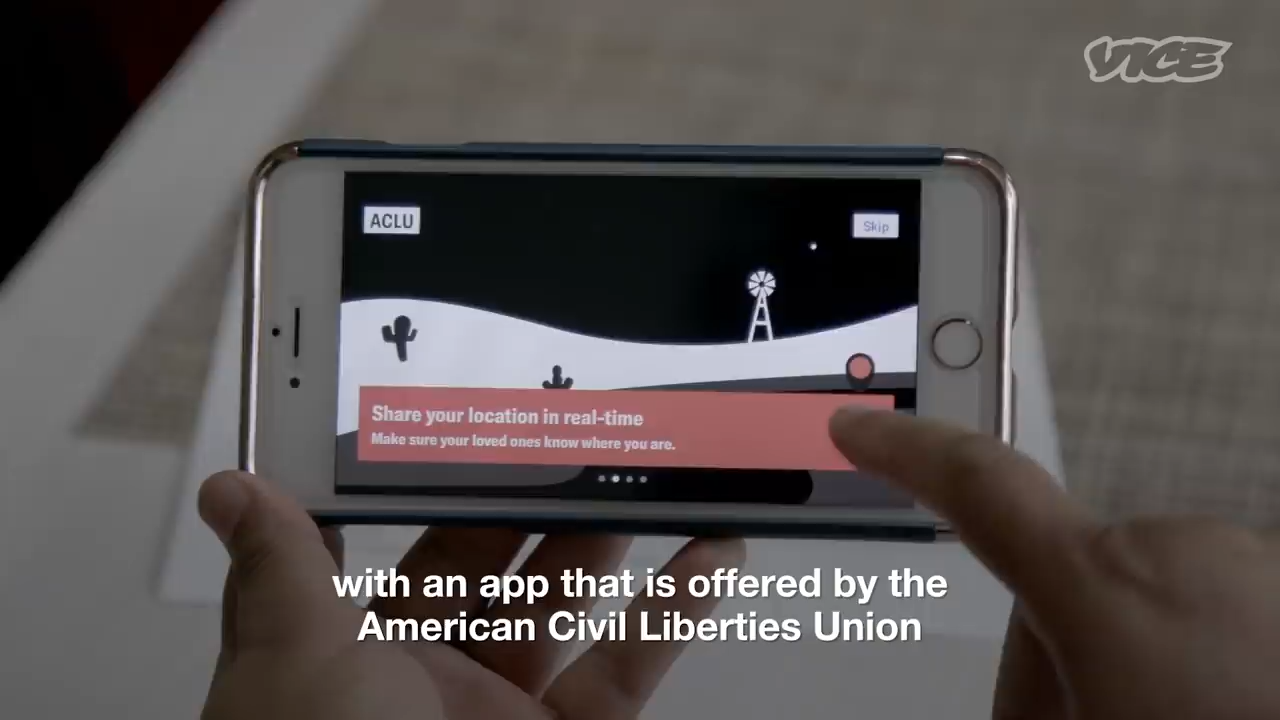 VICE
ACLU
Skip
Share your location in real-time
Make sure your loved ones know where you are.
with an app that is offered by the
American Civil Liberties Union